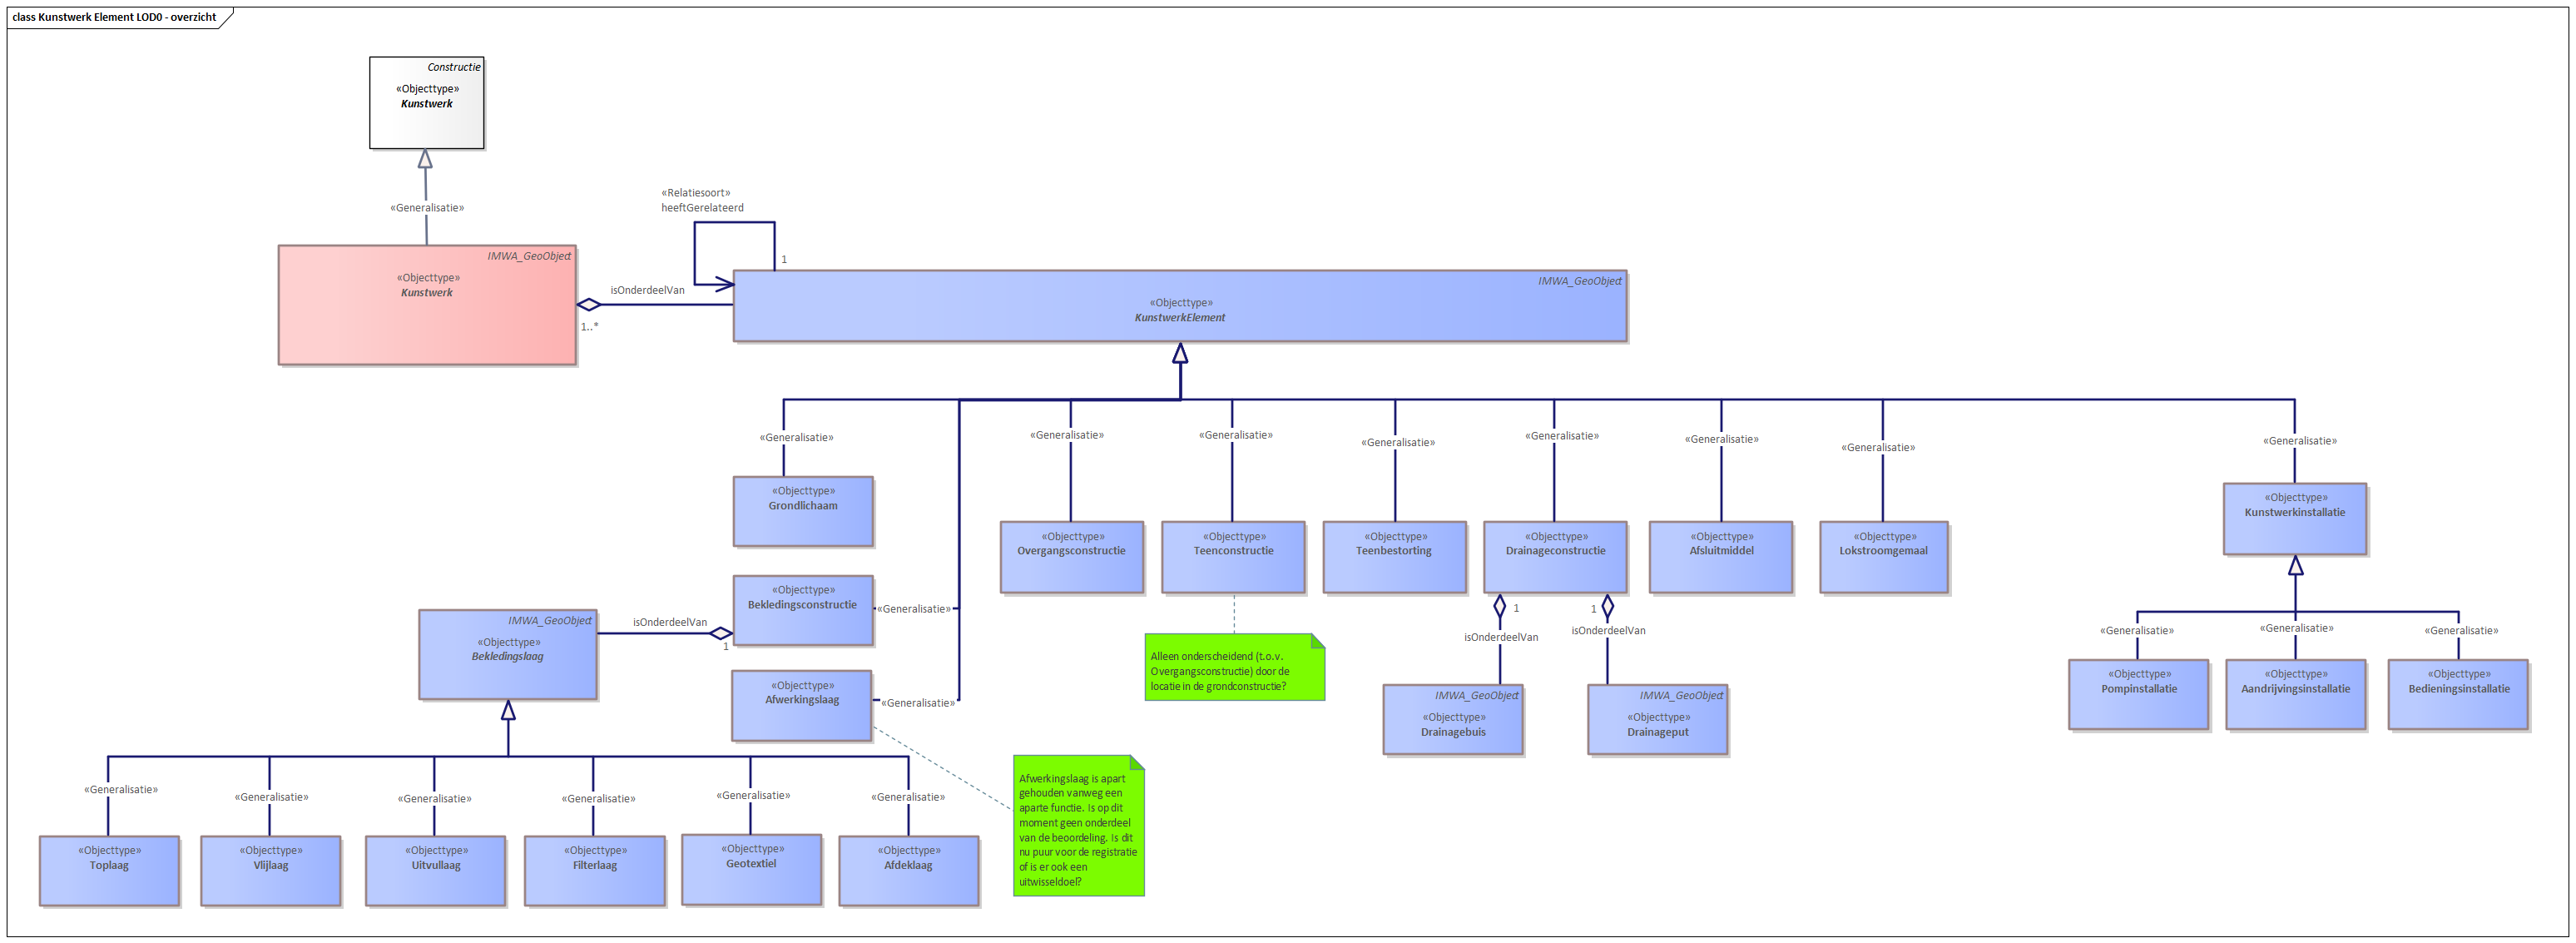 class Kunstwerk Element LOD0 - overzicht
Constructie
«Objecttype»
Kunstwerk
«Generalisatie»
IMWA_GeoObject
«Objecttype»
Kunstwerk
isOnderdeelVan
1..*
«Relatiesoort»
heeftGerelateerd
1
IMWA_GeoObject
«Objecttype»
KunstwerkElement
«Generalisatie»
«Generalisatie»
«Generalisatie»
«Generalisatie»
«Generalisatie»
«Generalisatie»
«Generalisatie»
«Generalisatie»
«Objecttype»
Grondlichaam
«Objecttype»
Overgangsconstructie
«Objecttype»
Teenconstructie
«Objecttype»
Teenbestorting
«Objecttype»
Drainageconstructie
«Objecttype»
Afsluitmiddel
«Objecttype»
Lokstroomgemaal
«Objecttype»
Kunstwerkinstallatie
«Objecttype»
Bekledingsconstructie
«Generalisatie»
isOnderdeelVan
1
IMWA_GeoObject
«Objecttype»
Bekledingslaag
«Objecttype»
Afwerkingslaag
«Generalisatie»
Alleen onderscheidend (t.o.v.
Overgangsconstructie) door de
locatie in de grondconstructie?
1
isOnderdeelVan
1
isOnderdeelVan
IMWA_GeoObject
«Objecttype»
Drainagebuis
IMWA_GeoObject
«Objecttype»
Drainageput
«Generalisatie»
«Generalisatie»
«Generalisatie»
«Objecttype»
Pompinstallatie
«Objecttype»
Aandrijvingsinstallatie
«Objecttype»
Bedieningsinstallatie
Afwerkingslaag is apart
gehouden vanweg een
aparte functie. Is op dit
moment geen onderdeel
van de beoordeling. Is dit
nu puur voor de registratie
of is er ook een
uitwisseldoel?
«Generalisatie»
«Generalisatie»
«Generalisatie»
«Generalisatie»
«Generalisatie»
«Generalisatie»
«Objecttype»
Toplaag
«Objecttype»
Vlijlaag
«Objecttype»
Uitvullaag
«Objecttype»
Filterlaag
«Objecttype»
Geotextiel
«Objecttype»
Afdeklaag